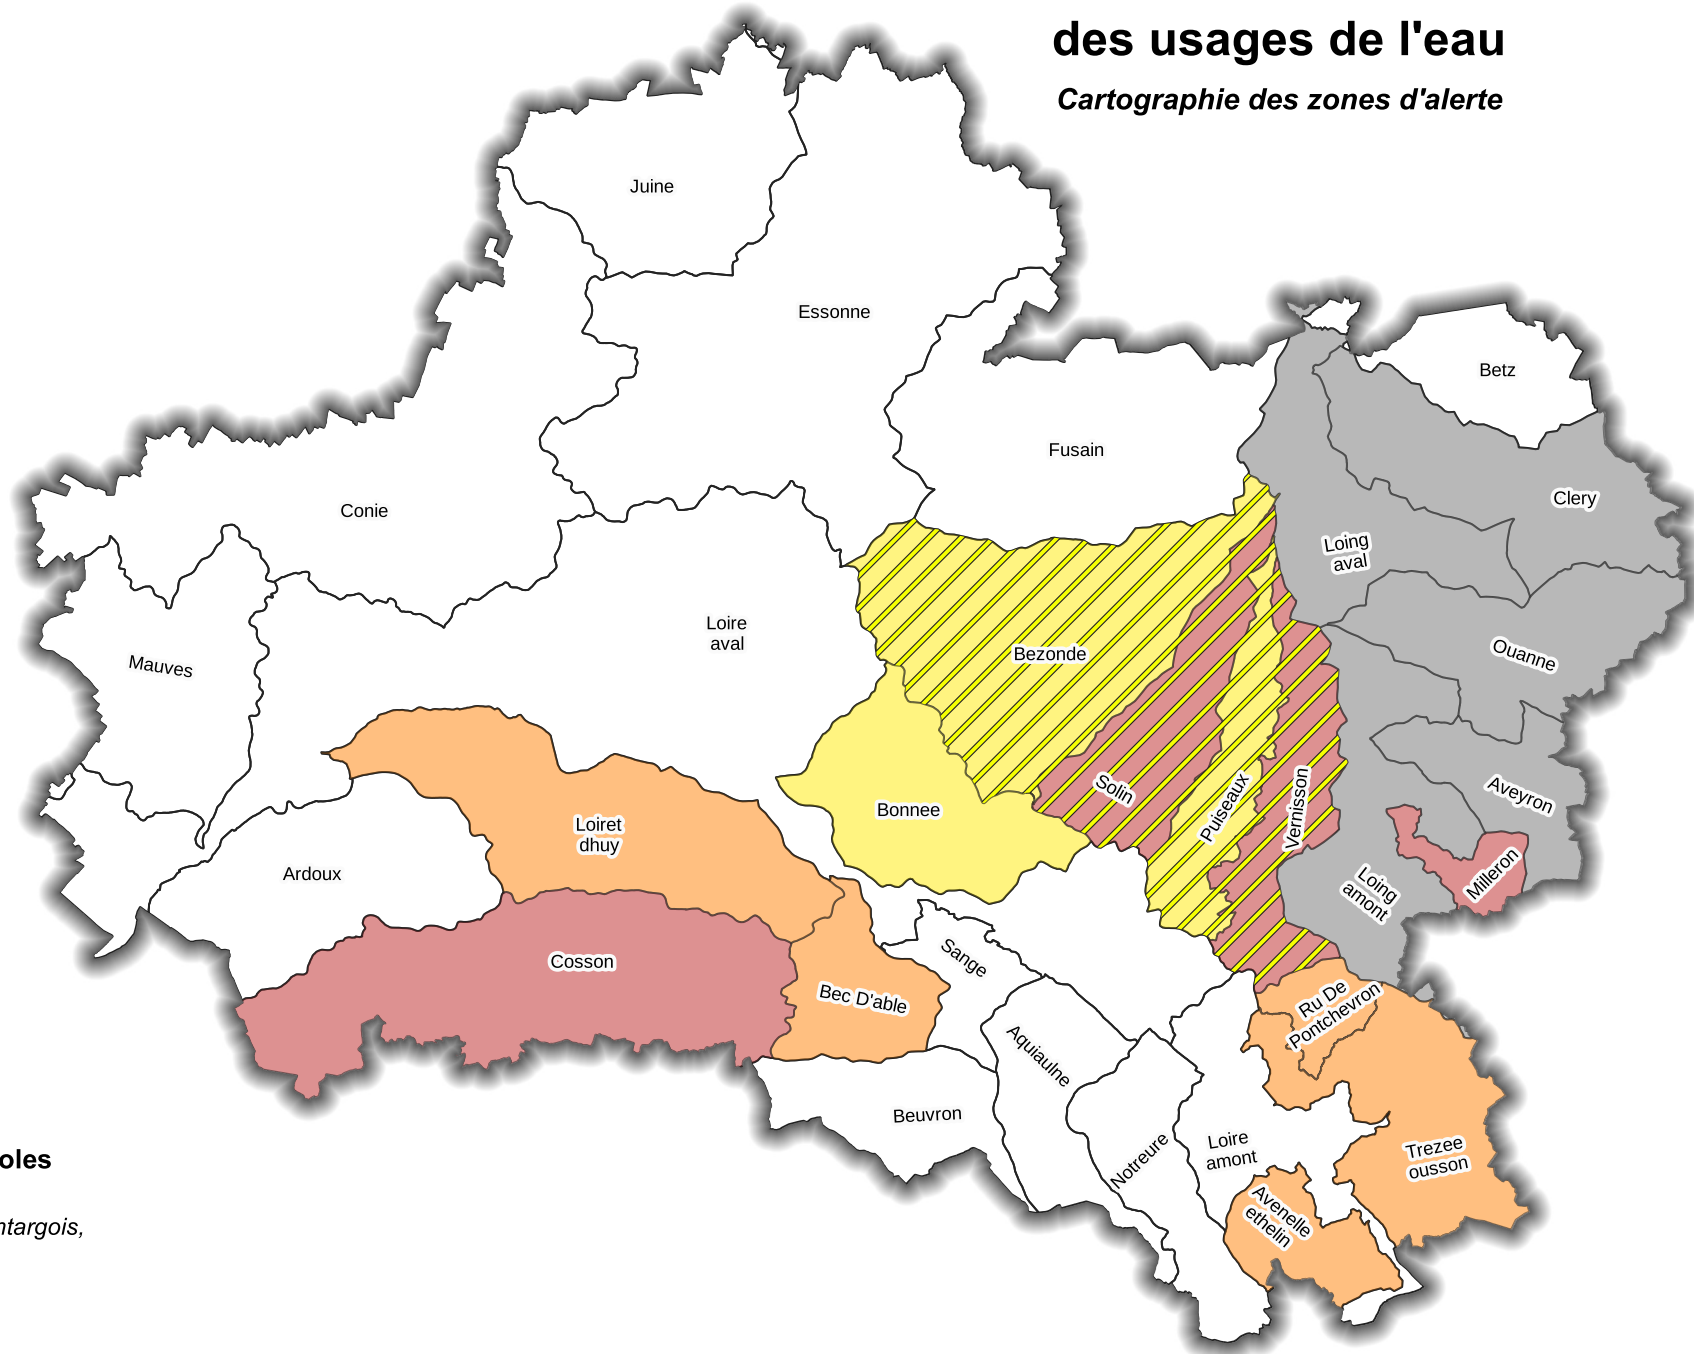 des usages de l'eau
Cartographie des zones d'alerte
Juine
Essonne
Betz
Fusain
Clery
Conie
Loing
aval
Loire
aval
Bezonde
Ouanne
Mauves
Solin
Puiseaux
Vernisson
Aveyron
Bonnee
Loiret
dhuy
Ardoux
Milleron
Loing
amont
Cosson
Sange
Bec D'able
Ru De
Pontchevron
Aquiaulne
Beuvron
Notreure
Loire
amont
Trezee
ousson
Avenelle
ethelin
oles
ntargois,